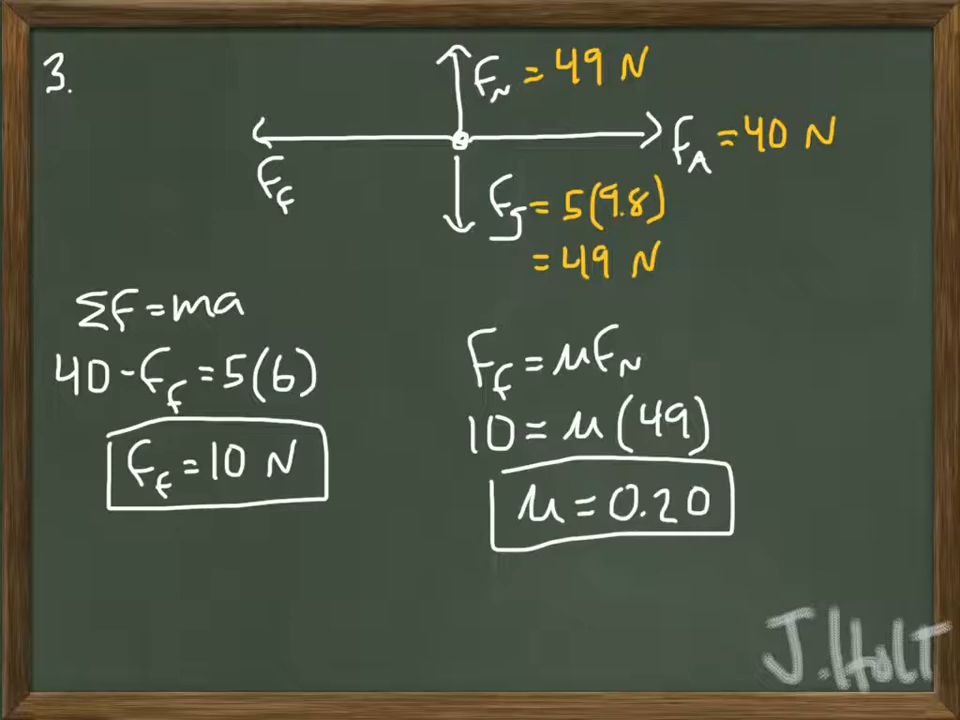 3.
F_N = 49 N
F_A = 40 N
F_f
F_g = 5(9.8)
= 49 N
ΣF = ma
40 - F_f = 5(6)
F_f = 10 N
F_f = μF_N
10 = μ(49)
μ = 0.20
J.Holt